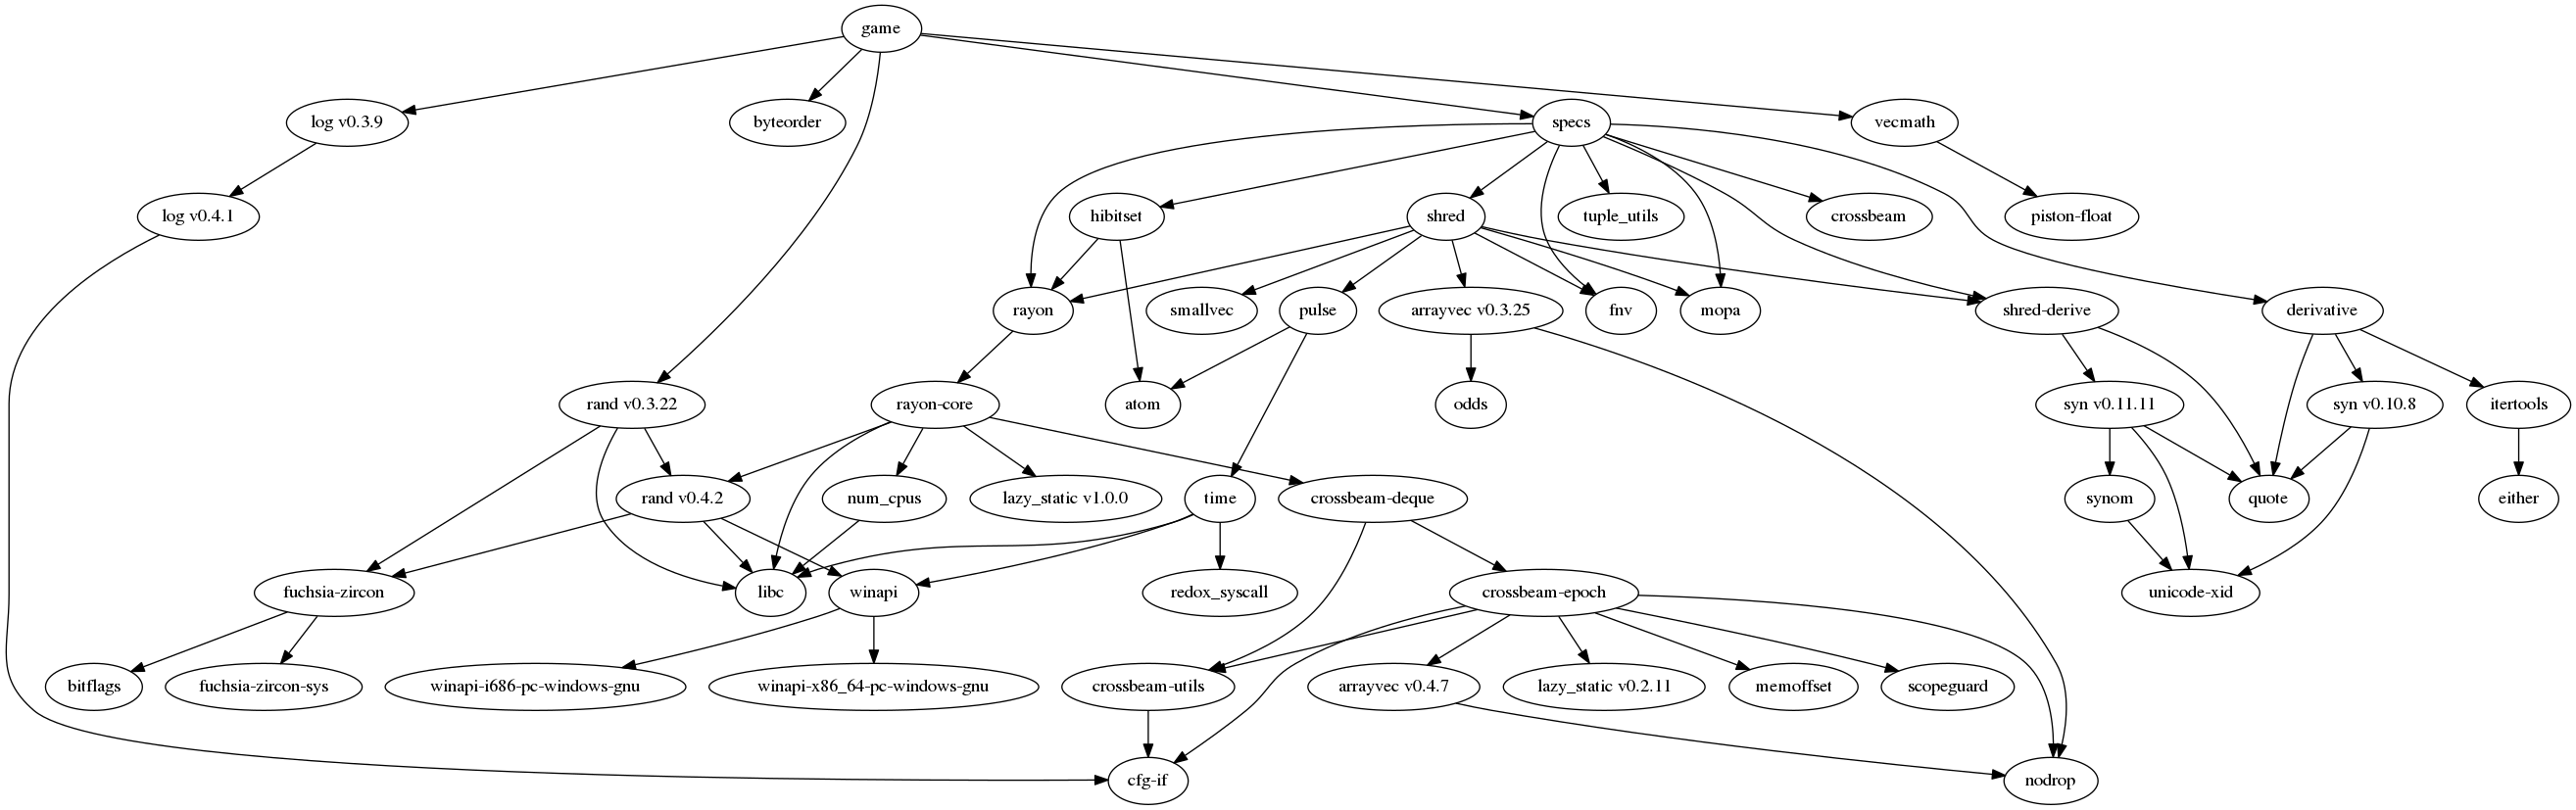 game
log v0.3.9
byteorder
specs
vecmath
log v0.4.1
hibitset
shred
tuple_utils
crossbeam
piston-float
rayon
smallvec
pulse
arrayvec v0.3.25
fnv
mopa
shred-derive
derivative
rand v0.3.22
rayon-core
atom
odds
syn v0.11.11
syn v0.10.8
itertools
rand v0.4.2
num_cpus
lazy_static v1.0.0
time
crossbeam-deque
synom
quote
either
fuchsia-zircon
libc
winapi
redox_syscall
crossbeam-epoch
unicode-xid
bitflags
fuchsia-zircon-sys
winapi-i686-pc-windows-gnu
winapi-x86_64-pc-windows-gnu
crossbeam-utils
arrayvec v0.4.7
lazy_static v0.2.11
memoffset
scopeguard
cfg-if
nodrop